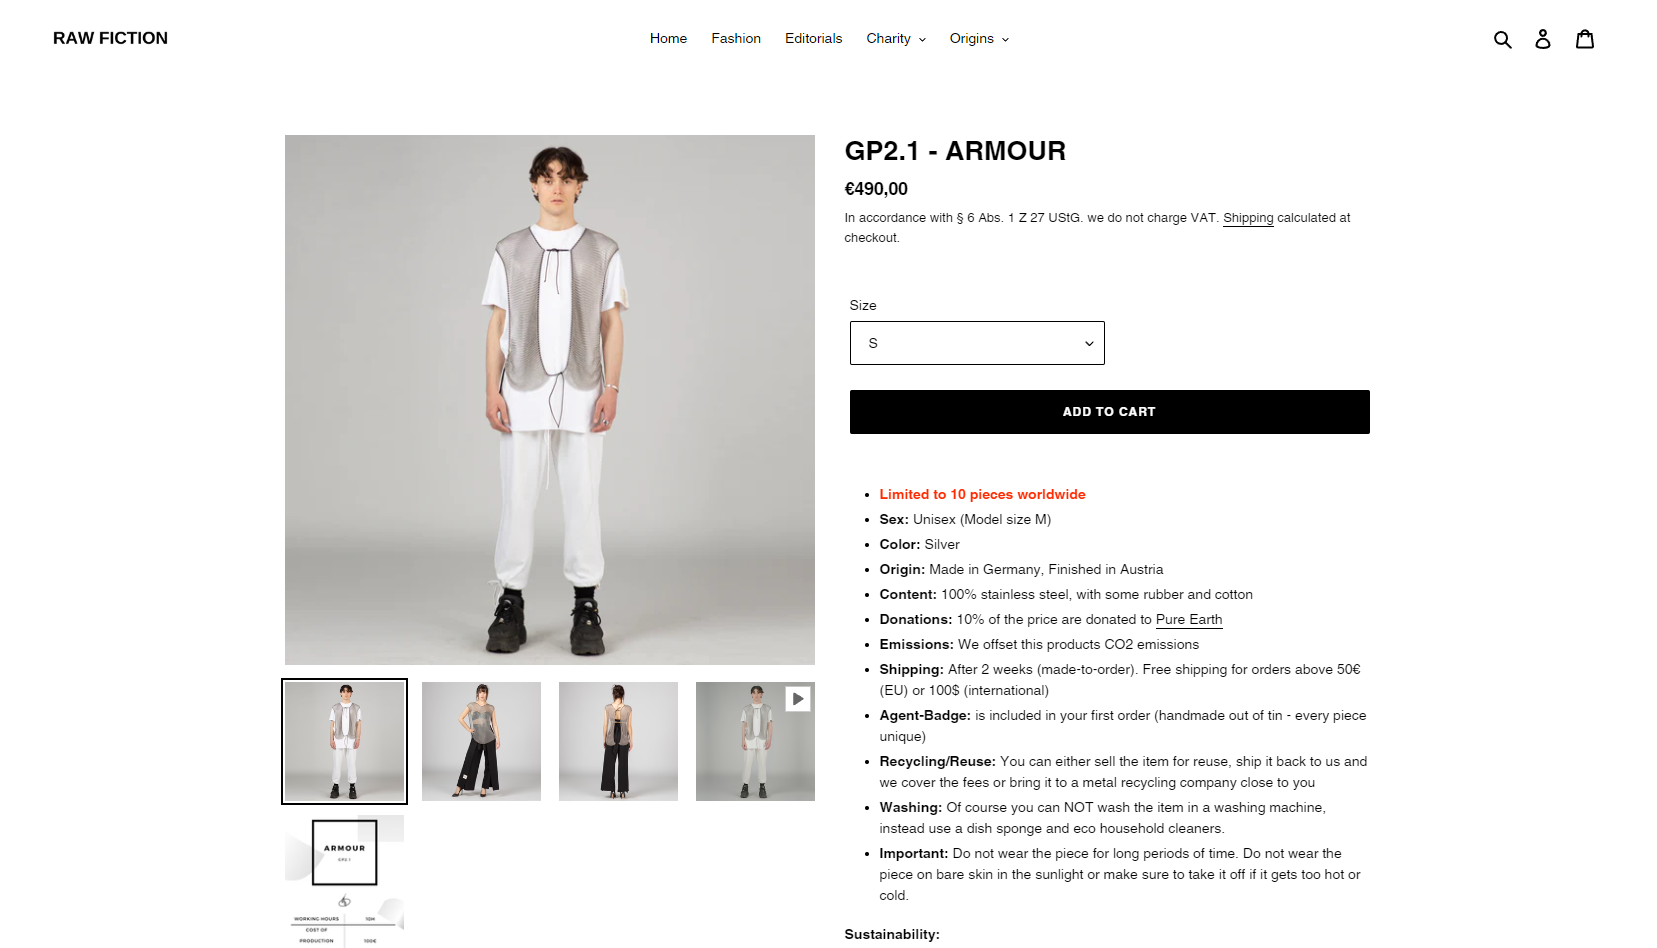 RAW FICTION
Home
Fashion
Editorials
Charity
Origins
GP2.1 - ARMOUR
€490,00
In accordance with § 6 Abs. 1 Z 27 UStG. we do not charge VAT. Shipping calculated at
checkout.
Size
S
ADD TO CART
Limited to 10 pieces worldwide
Sex: Unisex (Model size M)
Color: Silver
Origin: Made in Germany, Finished in Austria
Content: 100% stainless steel, with some rubber and cotton
Donations: 10% of the price are donated to Pure Earth
Emissions: We offset this products CO2 emissions
Shipping: After 2 weeks (made-to-order). Free shipping for orders above 50€
(EU) or 100$ (international)
Agent-Badge: is included in your first order (handmade out of tin - every piece
unique)
Recycling/Reuse: You can either sell the item for reuse, ship it back to us and
we cover the fees or bring it to a metal recycling company close to you
Washing: Of course you can NOT wash the item in a washing machine,
instead use a dish sponge and eco household cleaners.
Important: Do not wear the piece for long periods of time. Do not wear the
piece on bare skin in the sunlight or make sure to take it off if it gets too hot or
cold.
Sustainability:
ARMOUR
WORKING HOURS
COST OF
PRODUCTION